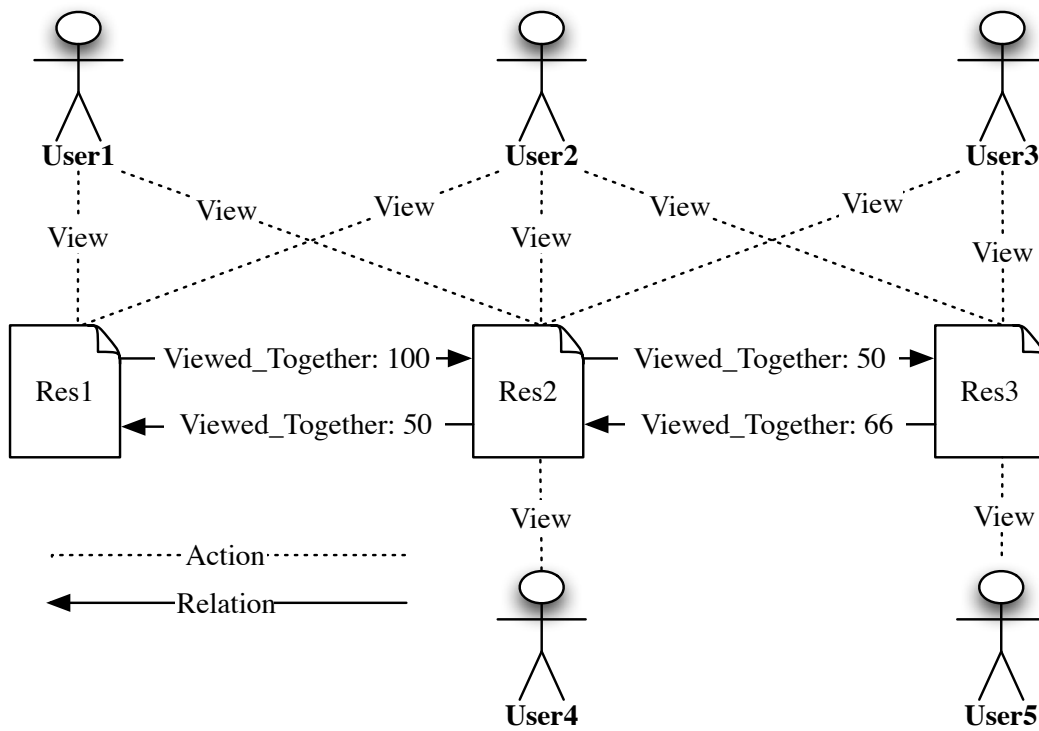 User1
User2
User3
View
View
View
View
View
View
View
Res1
Viewed_Together: 100
Res2
Viewed_Together: 50
Res3
Viewed_Together: 50
Viewed_Together: 66
View
View
Action
Relation
User4
User5